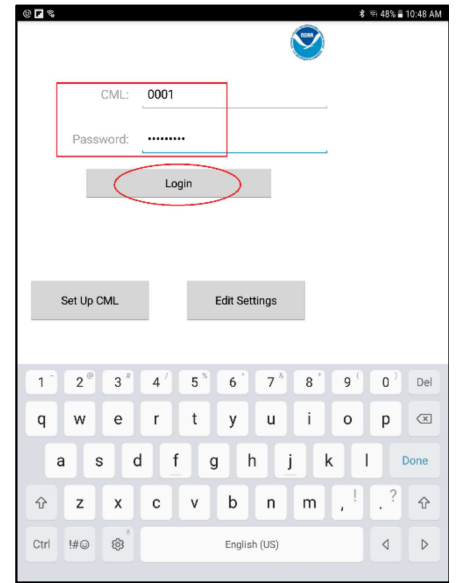 48% 10:48 AM
NOAA
CML: 0001
Password: •••••••••
Login
Set Up CML Edit Settings
1 2 @ 3 # 4 / 5 % 6 7 & 8 9 ( 0 ) Del
q w e r t y u i o p
a s d f g h j k l Done
z x c v b n m , ! . ?
Ctrl !#☺ English (US)